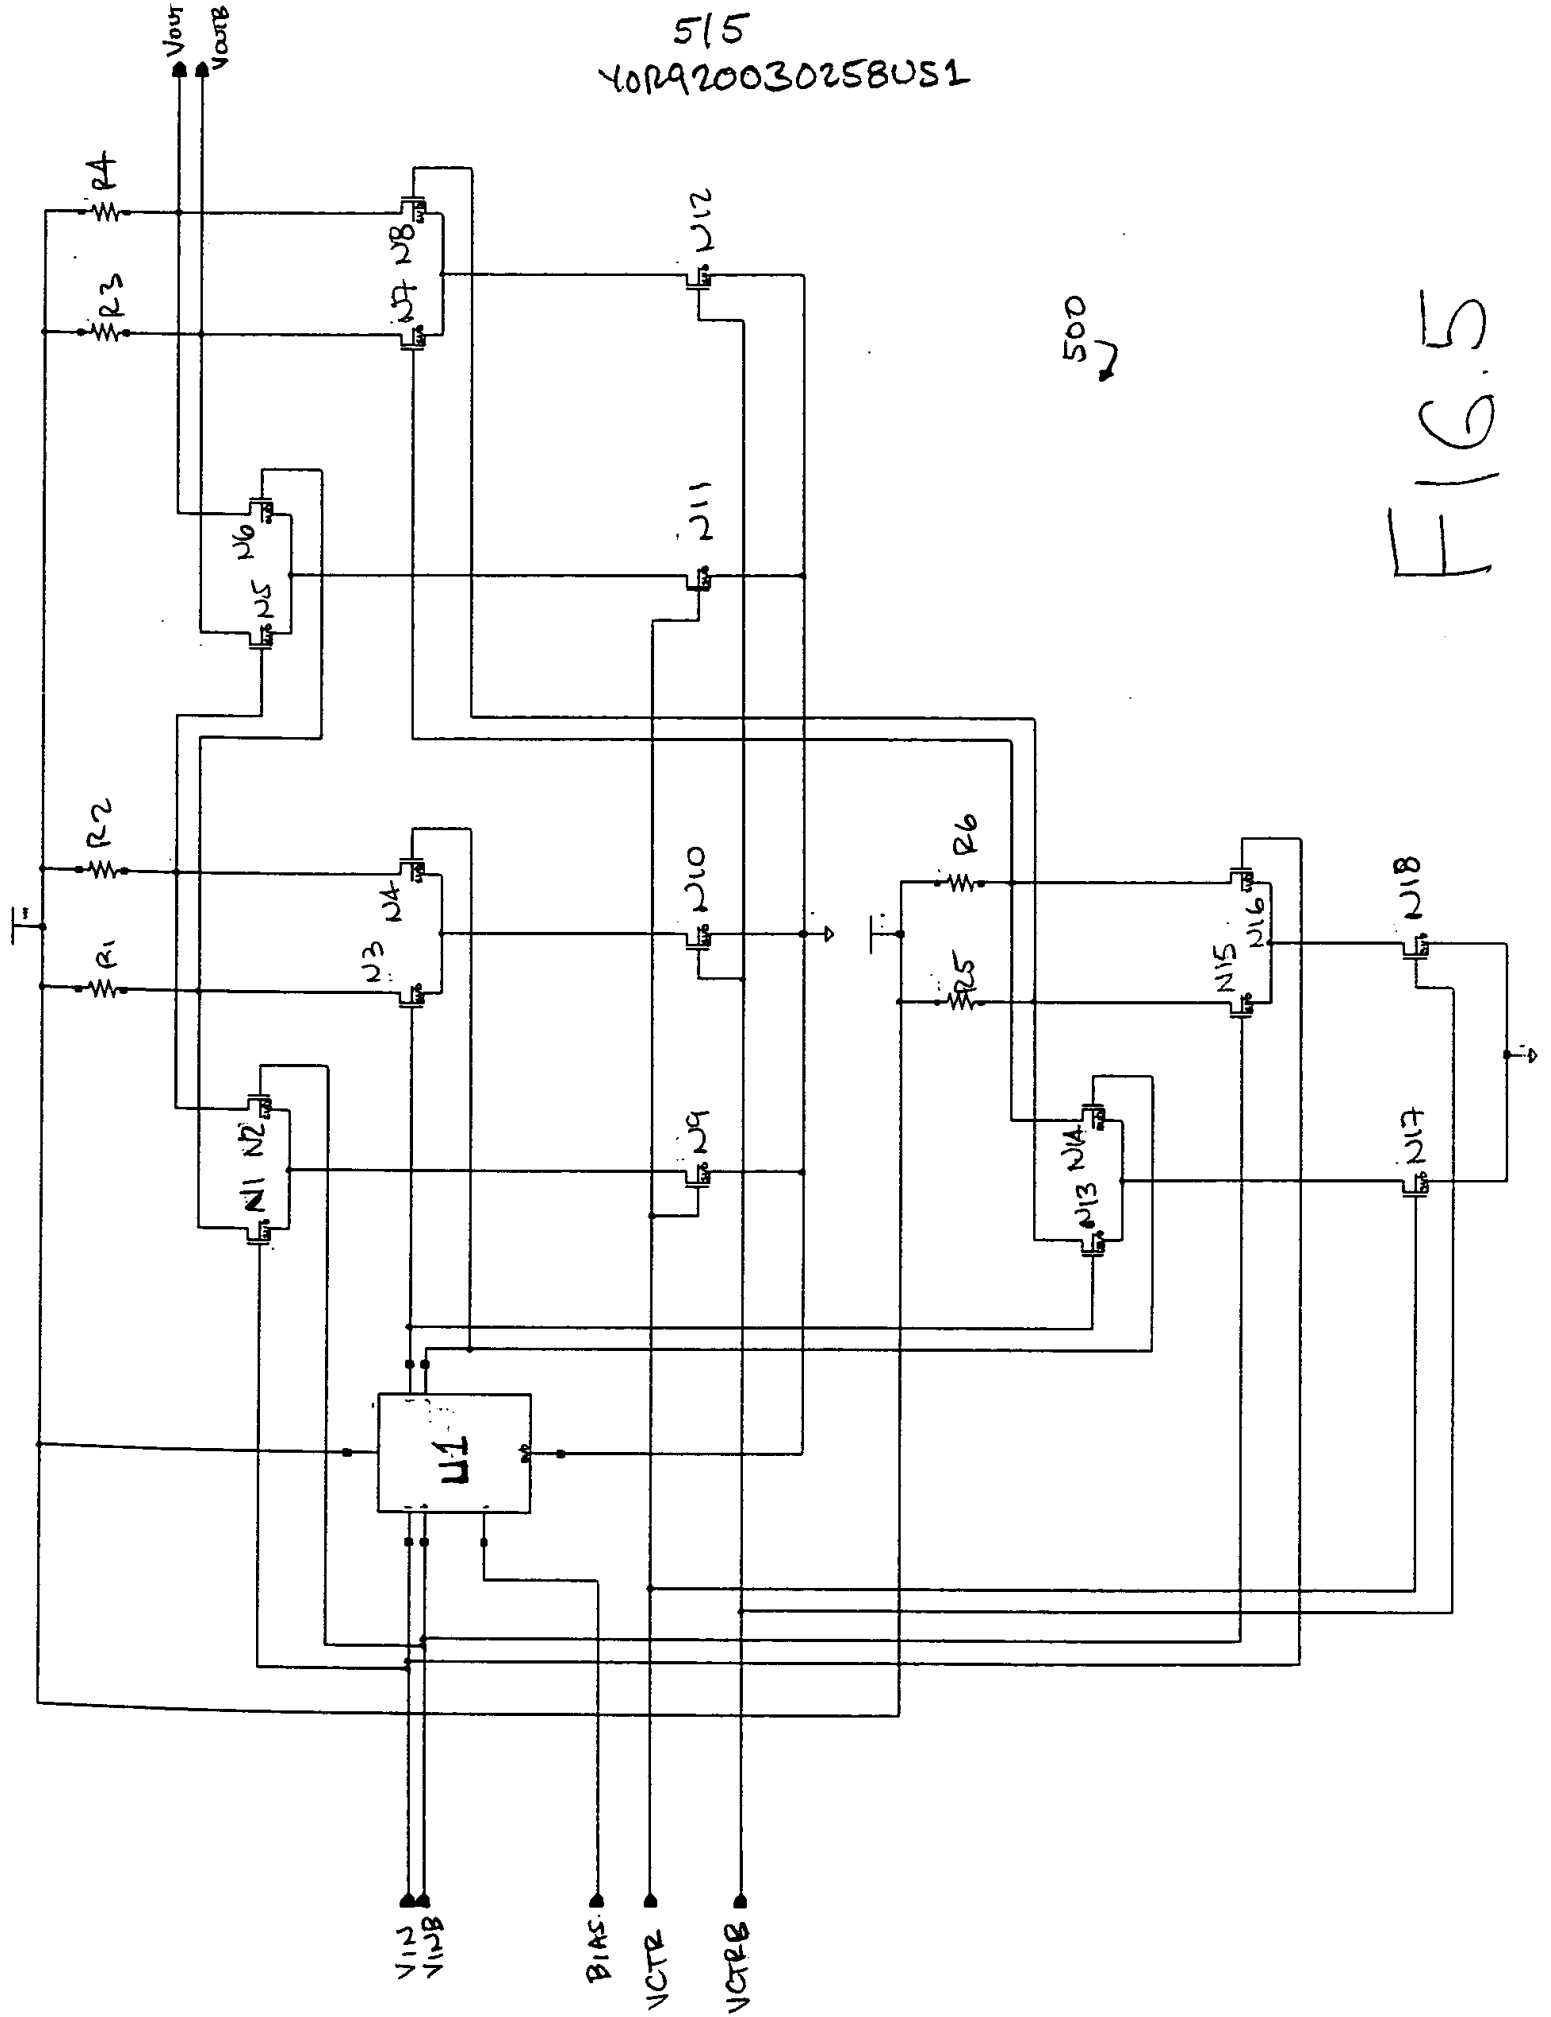 5/5
YOR920030258US1
Vout
VoutB
R4
R3
R2
R1
N8
N7
N6
N5
N4
N3
N2
N1
N12
N11
N10
N9
U1
R6
R5
N16
N15
N14
N13
N18
N17
VIN
VINB
BIAS
VCTR
VCTRB
500
FIG.5